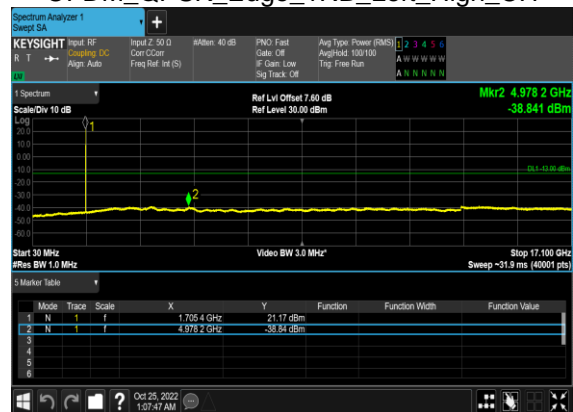 Spectrum Analyzer 1
Swept SA
KEYSIGHT Input: RF Input Z: 50 Ω #Atten: 40 dB PNO: Fast Avg Type: Power (RMS) 1 2 3 4 5 6
R T Coupling: DC Corr CCorr Gate: Off Avg|Hold: 100/100 A W W W W W
Align: Auto Freq Ref: Int (S) IF Gain: Low Trig: Free Run
LU Sig Track: Off A N N N N N
1 Spectrum Ref Lvl Offset 7.60 dB Mkr2 4.978 2 GHz
Scale/Div 10 dB Ref Level 30.00 dBm -38.841 dBm
Log
20.0
10.0
0.00
-10.0
-20.0
-30.0
-40.0
-50.0
-60.0
1
DL1 -13.00 dBm
2
Start 30 MHz Video BW 3.0 MHz* Stop 17.100 GHz
#Res BW 1.0 MHz Sweep ~31.9 ms (40001 pts)
5 Marker Table
Mode Trace Scale X Y Function Function Width Function Value
1 N 1 f 1.705 4 GHz 21.17 dBm
2 N 1 f 4.978 2 GHz -38.84 dBm
3
4
5
6
? Oct 25, 2022
1:07:47 AM